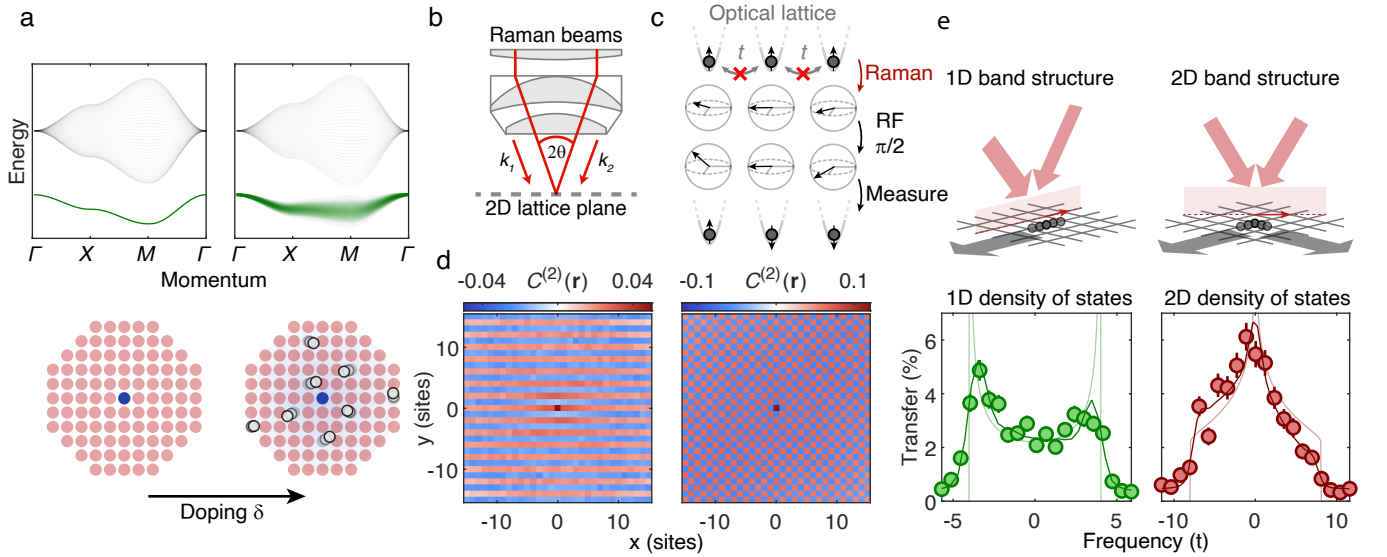 a
Energy
Γ X M Γ
Γ X M Γ
Momentum
Doping δ
b
Raman beams
2θ
k1
k2
2D lattice plane
c
Optical lattice
t
t
Raman
RF
π/2
Measure
d
-0.04 C(2)(r) 0.04
-0.1 C(2)(r) 0.1
10
0
-10
y (sites)
-10 0 10
-10 0 10
x (sites)
e
1D band structure
2D band structure
1D density of states
2D density of states
Transfer (%)
6
4
2
0
-5 0 5
-10 0 10
Frequency (t)